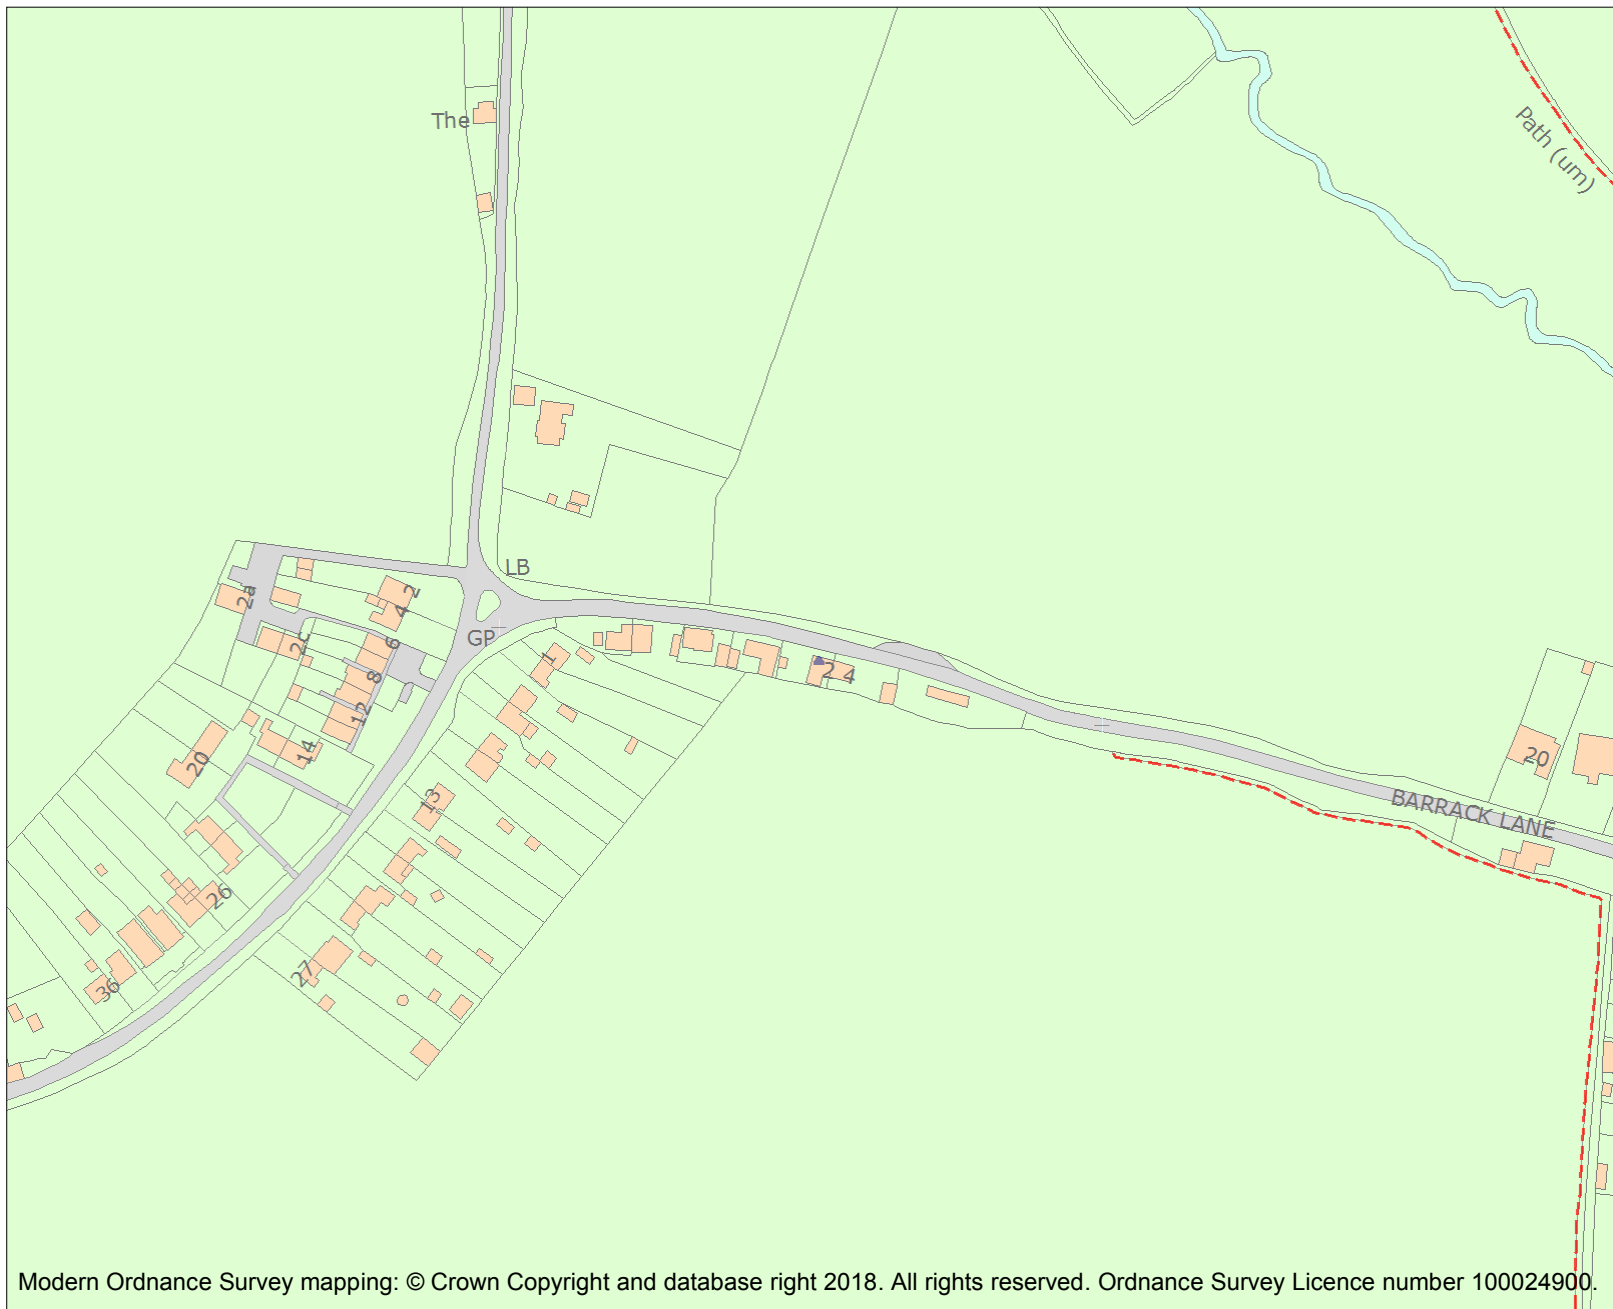 The
Path (um)
LB
2a
2
4
GP
2c
6
1
8
2 4
12
14
20
20
13
BARRACK LANE
26
27
36
Modern Ordnance Survey mapping: © Crown Copyright and database right 2018. All rights reserved. Ordnance Survey Licence number 100024900.